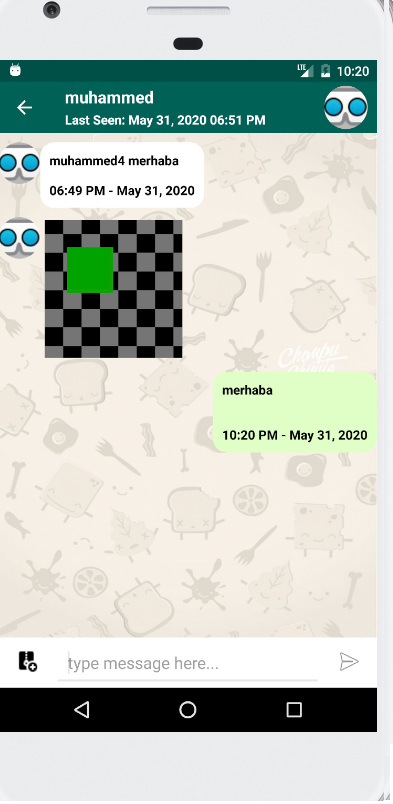 LTE 10:20
muhammed
Last Seen: May 31, 2020 06:51 PM
muhammed4 merhaba
06:49 PM - May 31, 2020
merhaba
10:20 PM - May 31, 2020
type message here...